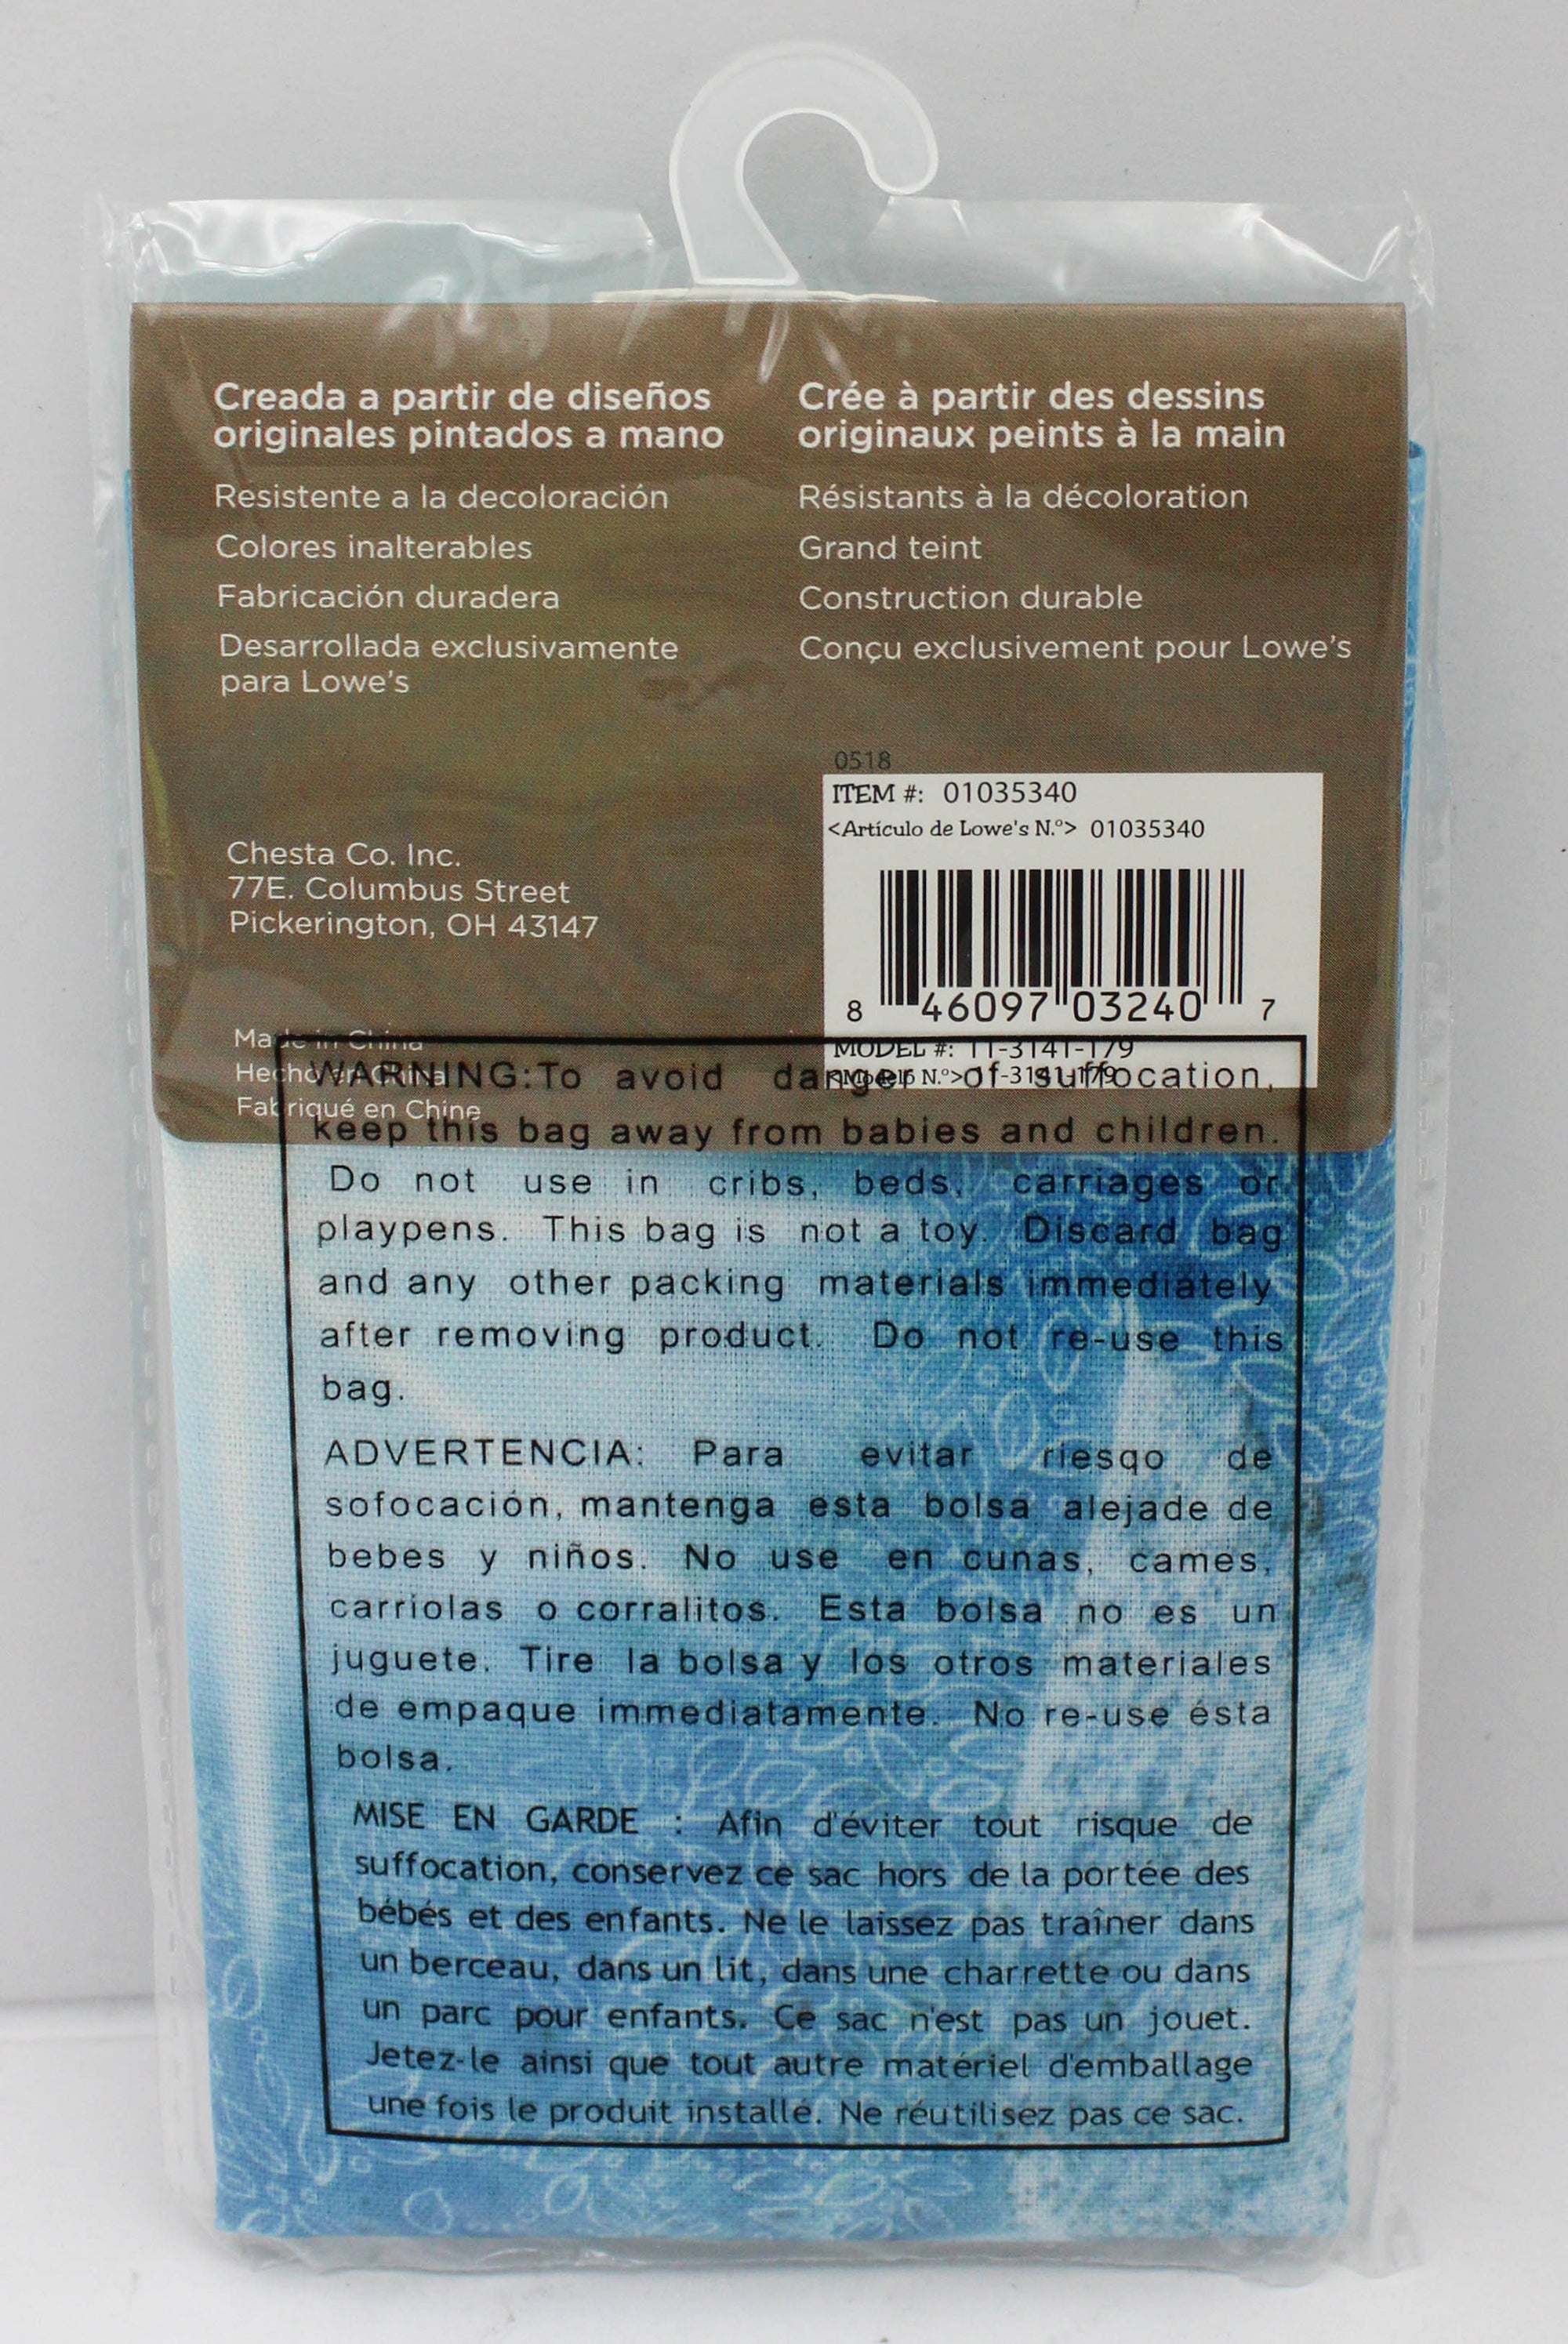 Creada a partir de diseños
originales pintados a mano
Resistente a la decoloración
Colores inalterables
Fabricación duradera
Desarrollada exclusivamente
para Lowe's
Crée à partir des dessins
originaux peints à la main
Résistants à la décoloration
Grand teint
Construction durable
Conçu exclusivement pour Lowe's
Chesta Co. Inc.
77E. Columbus Street
Pickerington, OH 43147
Made in China
Hecho en China
Fabriqué en Chine
0518
ITEM #: 01035340
<Artículo de Lowe's N.º> 01035340
8 46097 03240 7
MODEL #: 11-3141-179
<Modelo N.º> 11-3141-179
WARNING:To avoid danger of suffocation,
keep this bag away from babies and children.
Do not use in cribs, beds, carriages or
playpens. This bag is not a toy. Discard bag
and any other packing materials immediately
after removing product. Do not re-use this
bag.
ADVERTENCIA: Para evitar riesqo de
sofocación, mantenga esta bolsa alejade de
bebes y niños. No use en cunas, cames,
carriolas o corralitos. Esta bolsa no es un
juguete. Tire la bolsa y los otros materiales
de empaque immediatamente. No re-use ésta
bolsa.
MISE EN GARDE : Afin d'éviter tout risque de
suffocation, conservez ce sac hors de la portée des
bébés et des enfants. Ne le laissez pas traîner dans
un berceau, dans un lit, dans une charrette ou dans
un parc pour enfants. Ce sac n'est pas un jouet.
Jetez-le ainsi que tout autre matériel d'emballage
une fois le produit installé. Ne réutilisez pas ce sac.